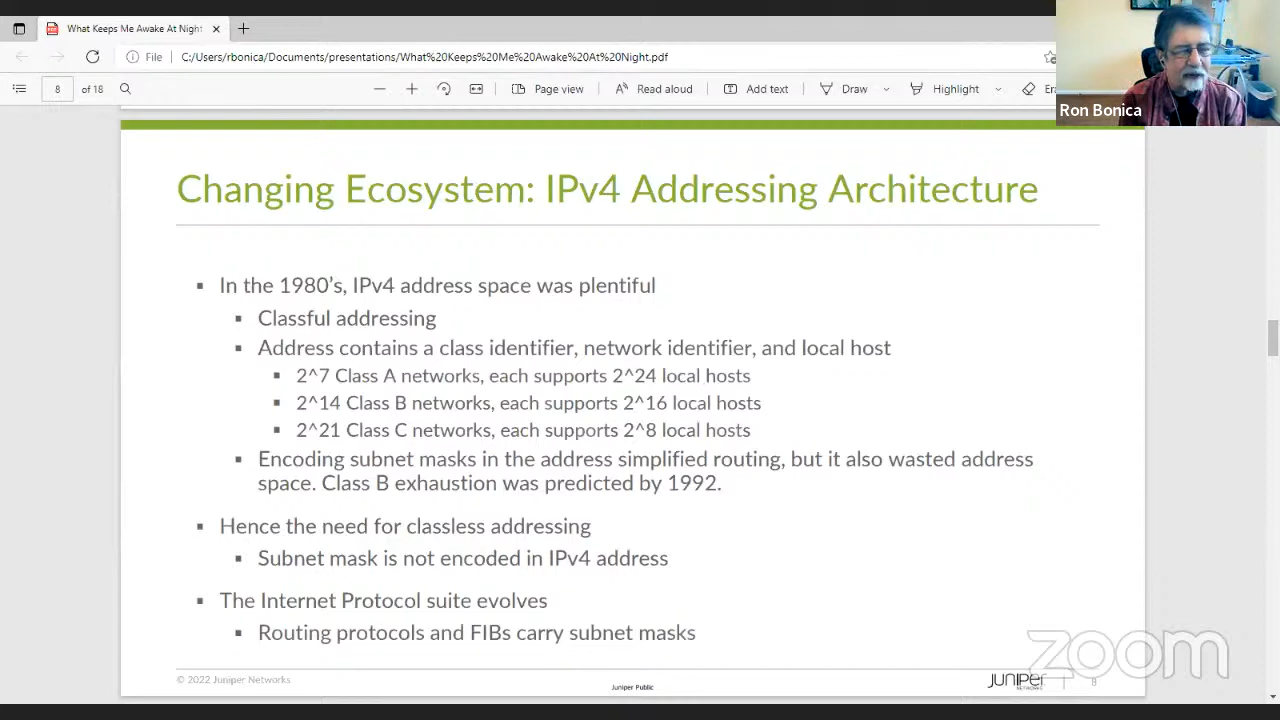 What Keeps Me Awake At Night
File
C:/Users/rbonica/Documents/presentations/What%20Keeps%20Me%20Awake%20At%20Night.pdf
8 of 18
Page view
Read aloud
Add text
Draw
Highlight
Ron Bonica
Changing Ecosystem: IPv4 Addressing Architecture
▪ In the 1980’s, IPv4 address space was plentiful
▪ Classful addressing
▪ Address contains a class identifier, network identifier, and local host
▪ 2^7 Class A networks, each supports 2^24 local hosts
▪ 2^14 Class B networks, each supports 2^16 local hosts
▪ 2^21 Class C networks, each supports 2^8 local hosts
▪ Encoding subnet masks in the address simplified routing, but it also wasted address
space. Class B exhaustion was predicted by 1992.
▪ Hence the need for classless addressing
▪ Subnet mask is not encoded in IPv4 address
▪ The Internet Protocol suite evolves
▪ Routing protocols and FIBs carry subnet masks
zoom
© 2022 Juniper Networks
Juniper Public
JUNIPER
NETWORKS
8